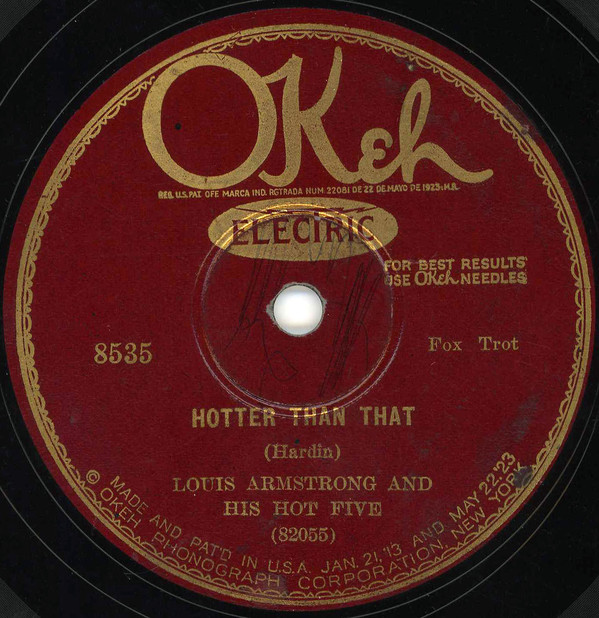 OKeh
REG. U.S. PAT. OFF. MARCA IND. RGTRADA NUM. 22081 DE 22 DE MAYO DE 1923; M.R.
ELECTRIC
FOR BEST RESULTS
USE OKeh NEEDLES
8535
Fox Trot
HOTTER THAN THAT
(Hardin)
LOUIS ARMSTRONG AND
HIS HOT FIVE
(82055)
MADE AND PAT'D IN U.S.A. JAN. 21, '13 AND MAY 22 '23
© OKEH PHONOGRAPH CORPORATION, NEW YORK